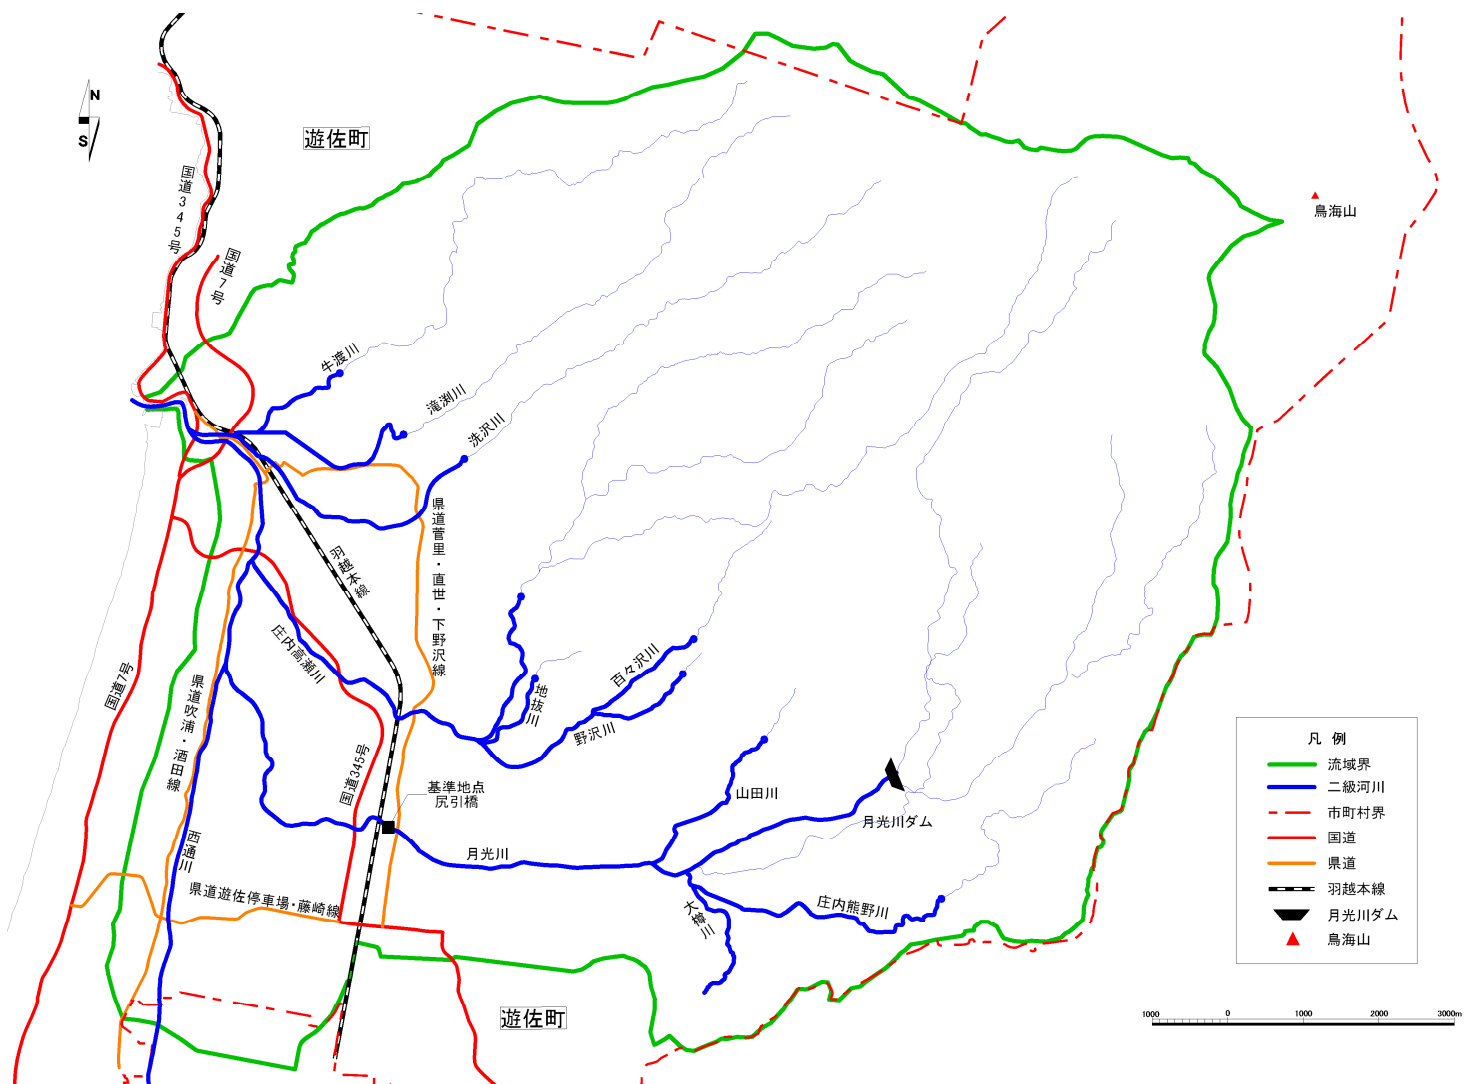 N
S
遊佐町
国道345号
国道7号
鳥海山
牛渡川
滝渕川
洗沢川
県道菅里・直世・下野沢線
羽越本線
庄内高瀬川
国道7号
県道吹浦・酒田線
地抜川
百々沢川
野沢川
国道345号
基準地点
尻引橋
山田川
月光川ダム
月光川
西通川
県道遊佐停車場・藤崎線
大樽川
庄内熊野川
遊佐町
凡 例
流域界
二級河川
市町村界
国道
県道
羽越本線
月光川ダム
鳥海山
1000 0 1000 2000 3000m